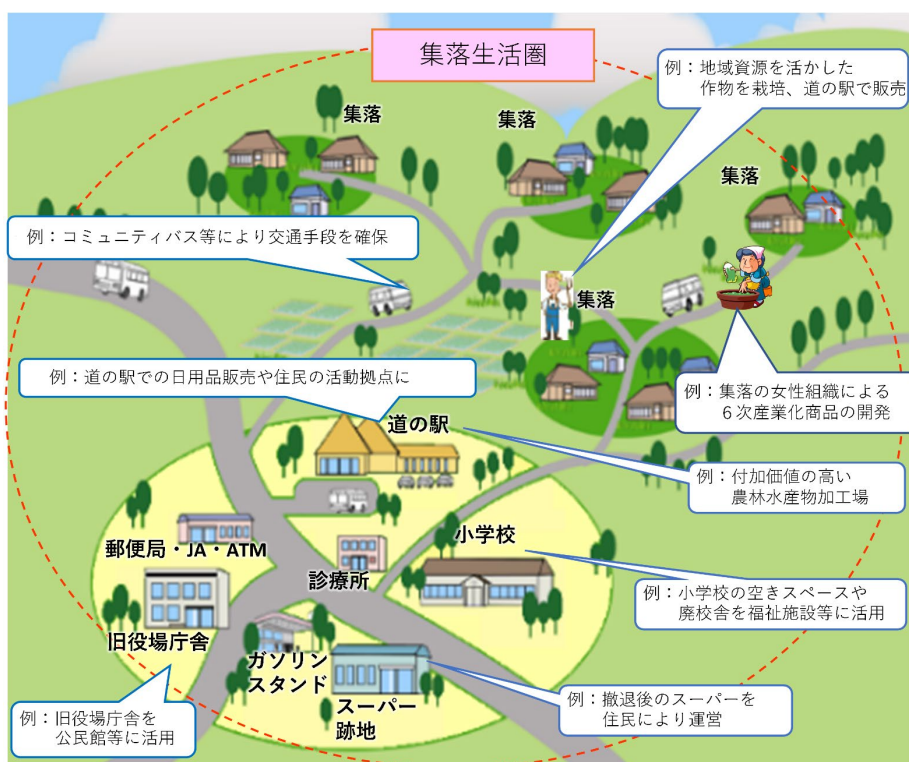 集落生活圏
例：地域資源を活かした
作物を栽培、道の駅で販売
集落
集落
集落
例：コミュニティバス等により交通手段を確保
集落
例：道の駅での日用品販売や住民の活動拠点に
例：集落の女性組織による
６次産業化商品の開発
道の駅
例：付加価値の高い
農林水産物加工場
郵便局・JA・ATM
小学校
診療所
例：小学校の空きスペースや
廃校舎を福祉施設等に活用
旧役場庁舎
ガソリン
スタンド
スーパー
跡地
例：撤退後のスーパーを
住民により運営
例：旧役場庁舎を
公民館等に活用